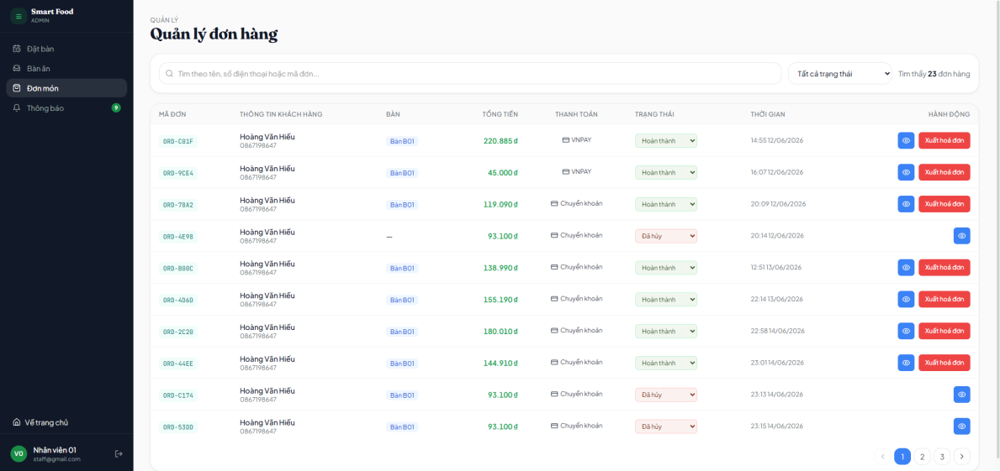 Smart Food
ADMIN
Đặt bàn
Bàn ăn
Đơn món
Thông báo 9
Về trang chủ
V0 Nhân viên 01
staff@gmail.com
QUẢN LÝ
Quản lý đơn hàng
Tìm theo tên, số điện thoại hoặc mã đơn... Tất cả trạng thái Tìm thấy 23 đơn hàng
MÃ ĐƠN THÔNG TIN KHÁCH HÀNG BÀN TỔNG TIỀN THANH TOÁN TRẠNG THÁI THỜI GIAN HÀNH ĐỘNG
ORD-C01F Hoàng Văn Hiếu Bàn B01 220.885 ₫ VNPAY Hoàn thành 14:55 12/06/2026 Xuất hoá đơn
0867198647
ORD-9CE4 Hoàng Văn Hiếu Bàn B01 45.000 ₫ VNPAY Hoàn thành 16:07 12/06/2026 Xuất hoá đơn
0867198647
ORD-78A2 Hoàng Văn Hiếu Bàn B01 119.090 ₫ Chuyển khoản Hoàn thành 20:09 12/06/2026 Xuất hoá đơn
0867198647
ORD-4E98 Hoàng Văn Hiếu — 93.100 ₫ Chuyển khoản Đã hủy 20:14 12/06/2026
0867198647
ORD-B00C Hoàng Văn Hiếu Bàn B01 138.990 ₫ Chuyển khoản Hoàn thành 12:51 13/06/2026 Xuất hoá đơn
0867198647
ORD-4D6D Hoàng Văn Hiếu Bàn B01 155.190 ₫ Chuyển khoản Hoàn thành 22:14 13/06/2026 Xuất hoá đơn
0867198647
ORD-2C20 Hoàng Văn Hiếu Bàn B01 180.010 ₫ Chuyển khoản Hoàn thành 22:58 14/06/2026 Xuất hoá đơn
0867198647
ORD-44EE Hoàng Văn Hiếu Bàn B01 144.910 ₫ Chuyển khoản Hoàn thành 23:01 14/06/2026 Xuất hoá đơn
0867198647
ORD-C174 Hoàng Văn Hiếu Bàn B01 93.100 ₫ Chuyển khoản Đã hủy 23:13 14/06/2026
0867198647
ORD-53DD Hoàng Văn Hiếu Bàn B01 93.100 ₫ Chuyển khoản Đã hủy 23:15 14/06/2026
0867198647
1 2 3